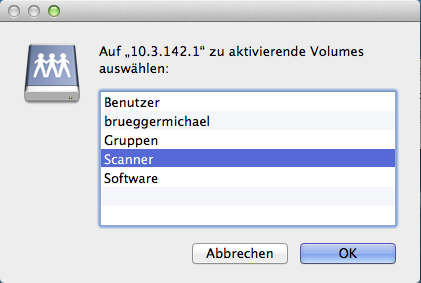 Auf „10.3.142.1“ zu aktivierende Volumes
auswählen:
Benutzer
brueggermichael
Gruppen
Scanner
Software
Abbrechen
OK